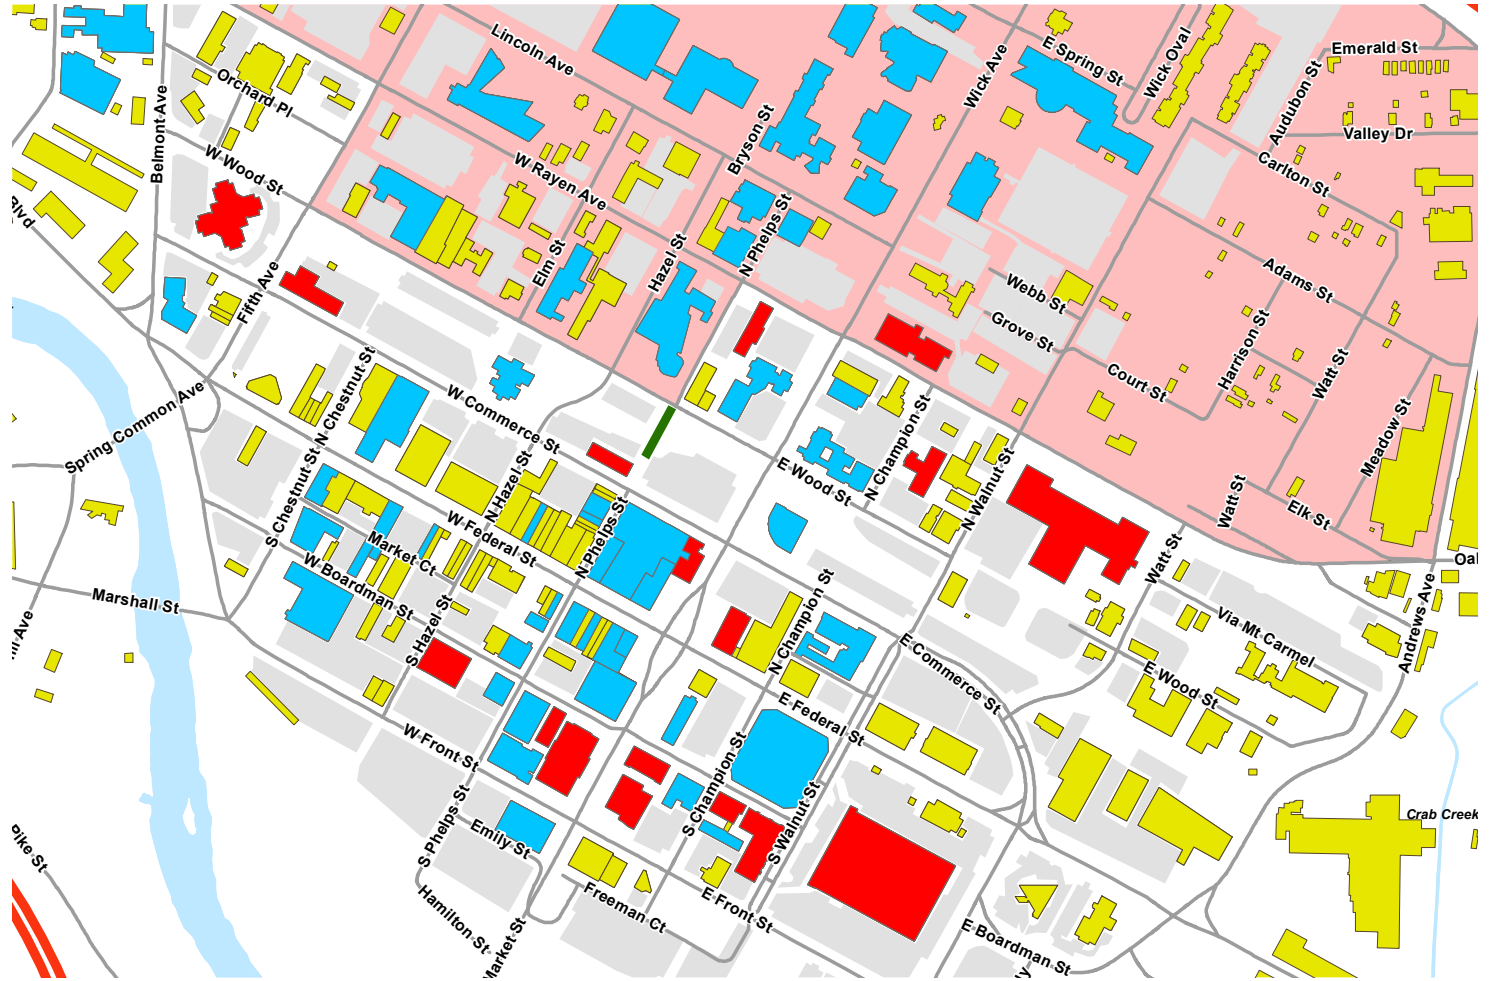 Lincoln Ave
Wick Ave
E Spring St
Wick Oval
Emerald St
Audubon St
Valley Dr
Orchard Pl
Belmont Ave
Bryson St
Carlton St
W Wood St
W Rayen Ave
Blvd
N Phelps St
Adams St
Elm St
Hazel St
Fifth Ave
Webb St
Grove St
Harrison St
Court St
Watt St
Spring Common Ave
N Chestnut St
W Commerce St
Meadow St
N Champion St
E Wood St
N Hazel St
N Walnut St
S Chestnut St
Watt St
Elk St
N Phelps St
W Federal St
Market Ct
Watt St
W Boardman St
Marshall St
N Champion St
Via Mt Carmel
Andrews Ave
S Hazel St
E Commerce St
E Wood St
E Federal St
W Front St
S Champion St
S Walnut St
Crab Creek
S Phelps St
Emily St
Pike St
Freeman Ct
E Front St
Hamilton St
Market St
E Boardman St